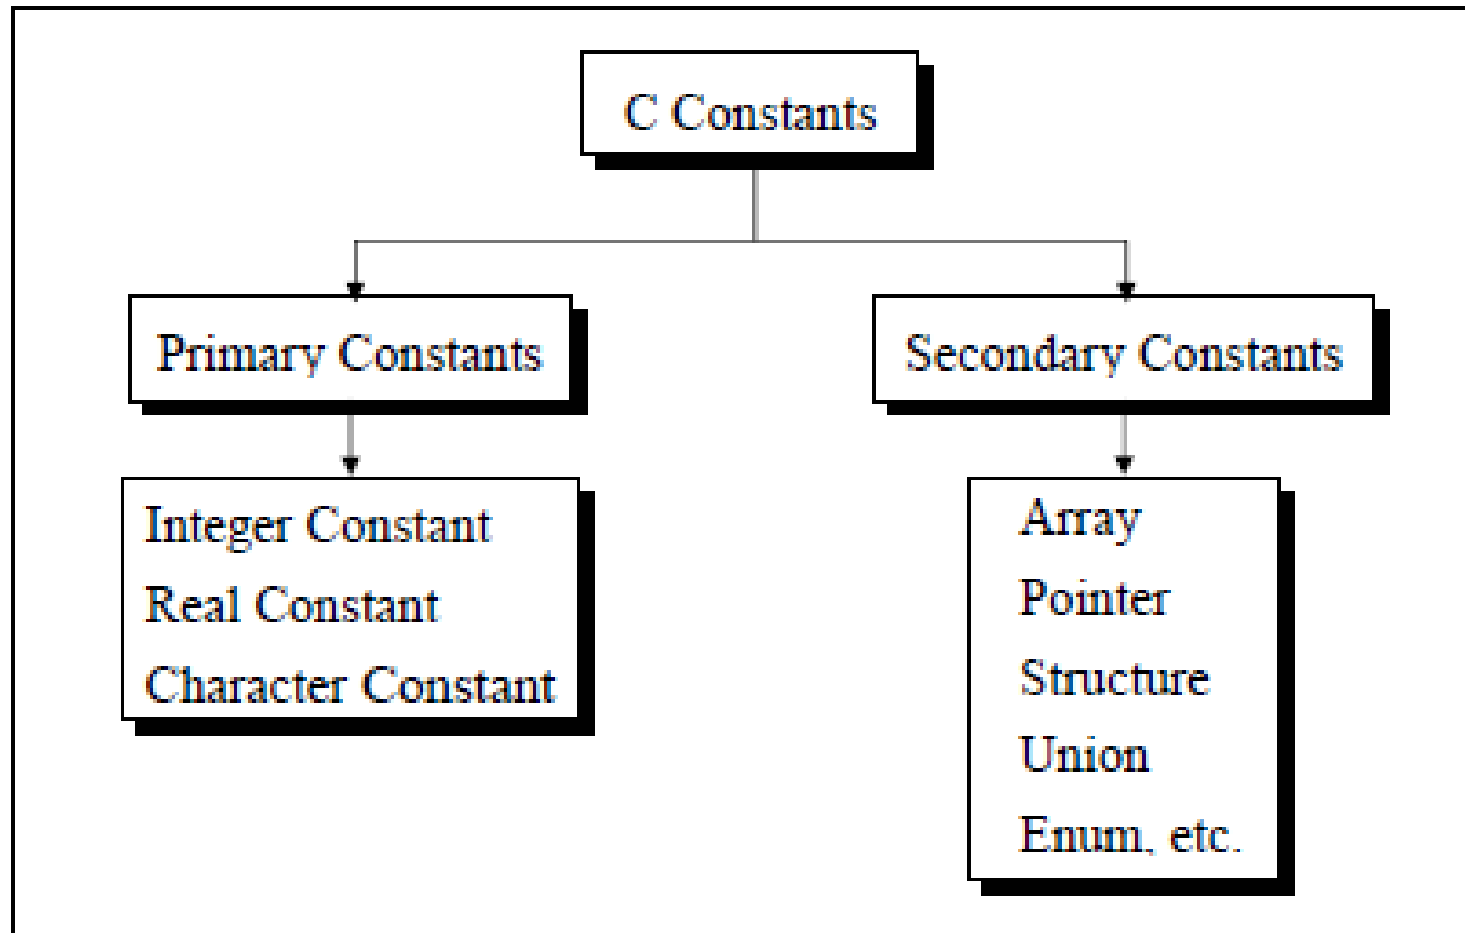 C Constants
Primary Constants
Secondary Constants
Integer Constant
Real Constant
Character Constant
Array
Pointer
Structure
Union
Enum, etc.